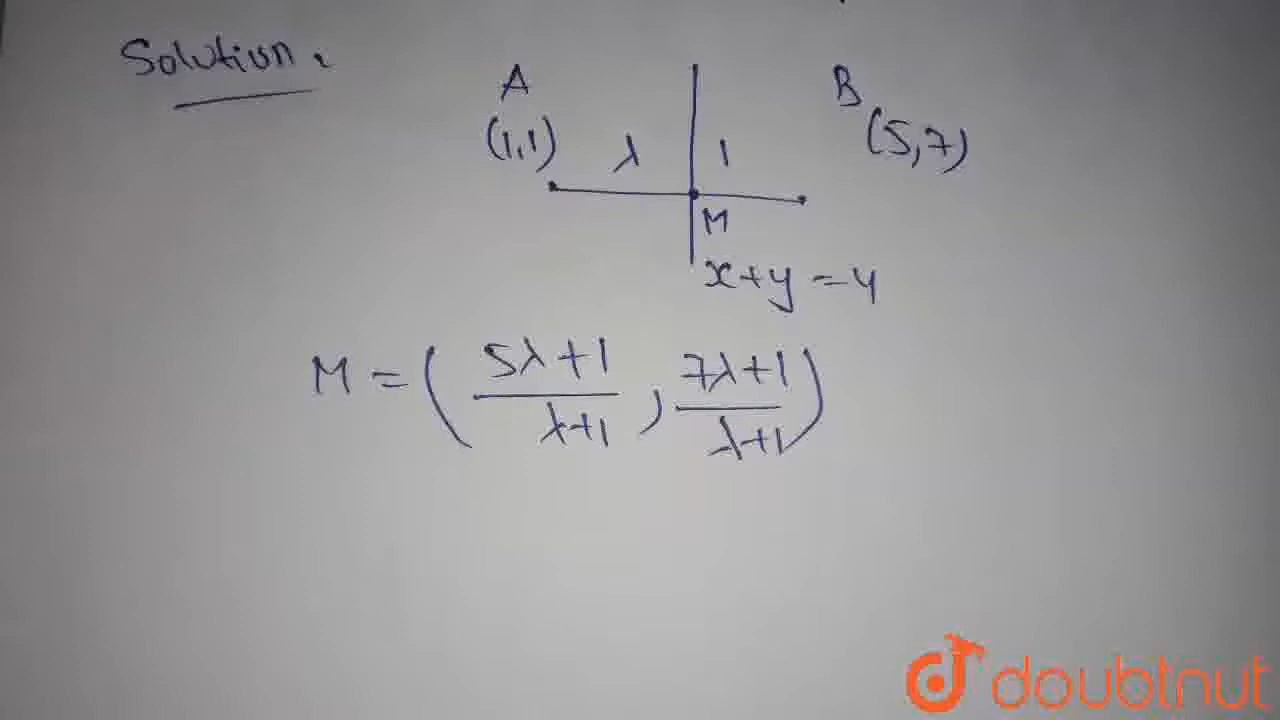 Solution.
A B
(1,1) λ 1 (5,7)
M
x+y=4
M = (5λ+1/λ+1, 7λ+1/λ+1)
doubtnut